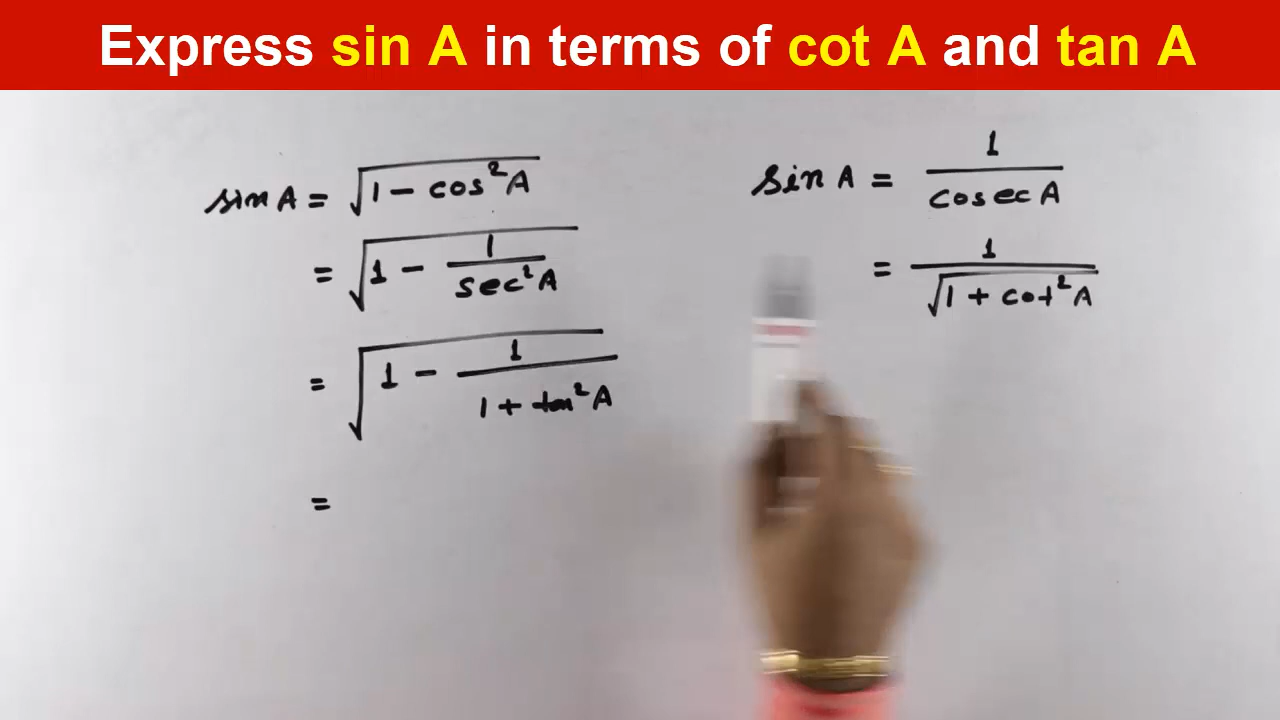 Express sin A in terms of cot A and tan A
sin A = √(1 - cos²A)
= √(1 - 1/sec²A)
= √(1 - 1/(1 + tan²A))
=
sin A = 1/cosec A
= 1/√(1 + cot²A)